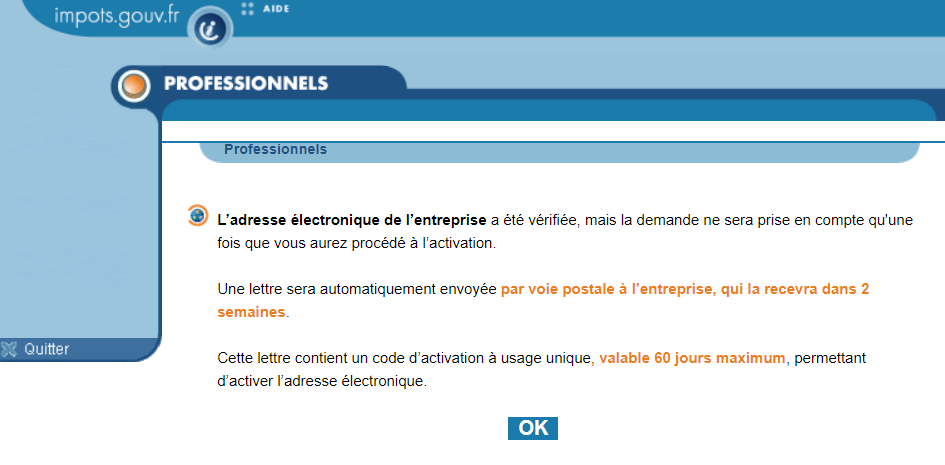 impots.gouv.fr
AIDE
PROFESSIONNELS
Professionnels
L’adresse électronique de l’entreprise a été vérifiée, mais la demande ne sera prise en compte qu'une
fois que vous aurez procédé à l’activation.
Une lettre sera automatiquement envoyée par voie postale à l’entreprise, qui la recevra dans 2
semaines.
Cette lettre contient un code d’activation à usage unique, valable 60 jours maximum, permettant
d’activer l’adresse électronique.
Quitter
OK